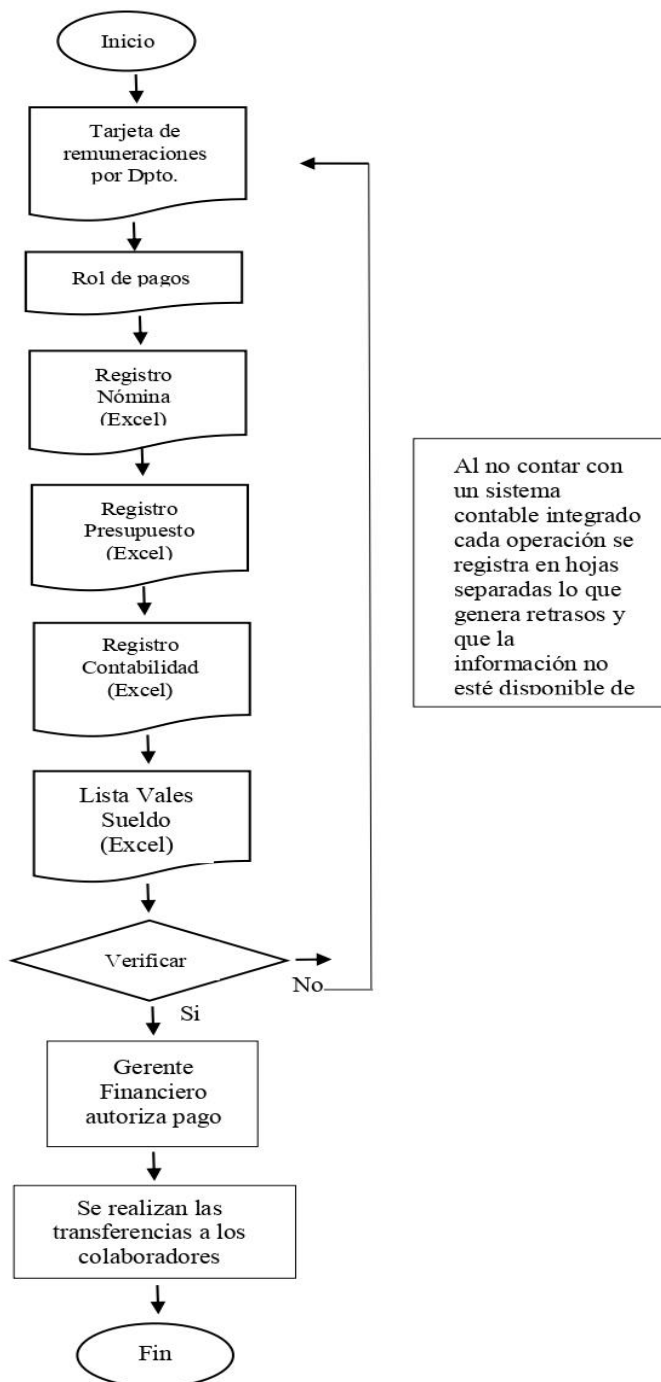 Inicio
Tarjeta de
remuneraciones
por Dpto.
Rol de pagos
Registro
Nómina
(Excel)
Registro
Presupuesto
(Excel)
Registro
Contabilidad
(Excel)
Lista Vales
Sueldo
(Excel)
Verificar
No
Si
Gerente
Financiero
autoriza pago
Se realizan las
transferencias a los
colaboradores
Fin
Al no contar con
un sistema
contable integrado
cada operación se
registra en hojas
separadas lo que
genera retrasos y
que la
información no
esté disponible de